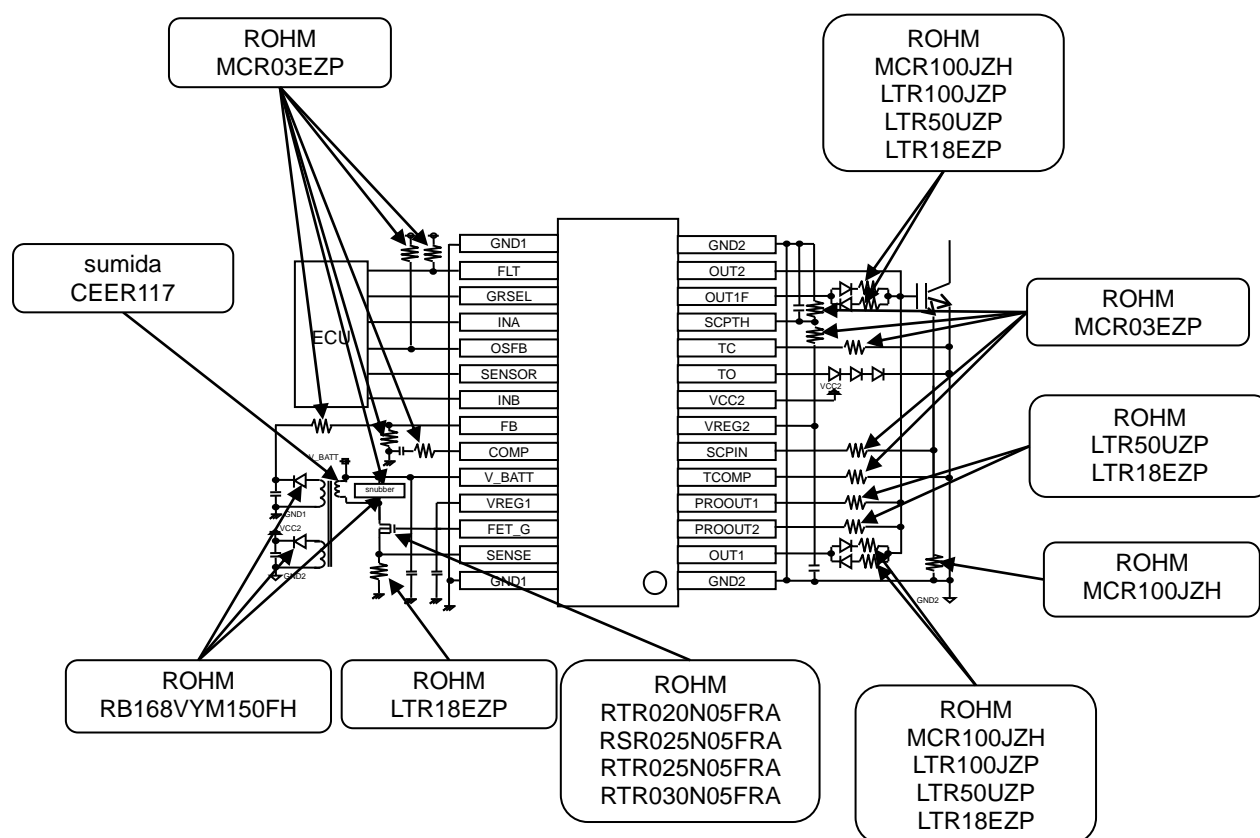 ROHM
MCR03EZP
ROHM
MCR100JZH
LTR100JZP
LTR50UZP
LTR18EZP
sumida
CEER117
ECU
GND1
FLT
GRSEL
INA
OSFB
SENSOR
INB
FB
COMP
V_BATT
VREG1
FET_G
SENSE
GND1
GND2
OUT2
OUT1F
SCPTH
TC
TO
VCC2
VREG2
SCPIN
TCOMP
PROOUT1
PROOUT2
OUT1
GND2
VCC2
V_BATT
snubber
GND1
VCC2
GND2
GND2
ROHM
MCR03EZP
ROHM
LTR50UZP
LTR18EZP
ROHM
MCR100JZH
ROHM
RB168VYM150FH
ROHM
LTR18EZP
ROHM
RTR020N05FRA
RSR025N05FRA
RTR025N05FRA
RTR030N05FRA
ROHM
MCR100JZH
LTR100JZP
LTR50UZP
LTR18EZP